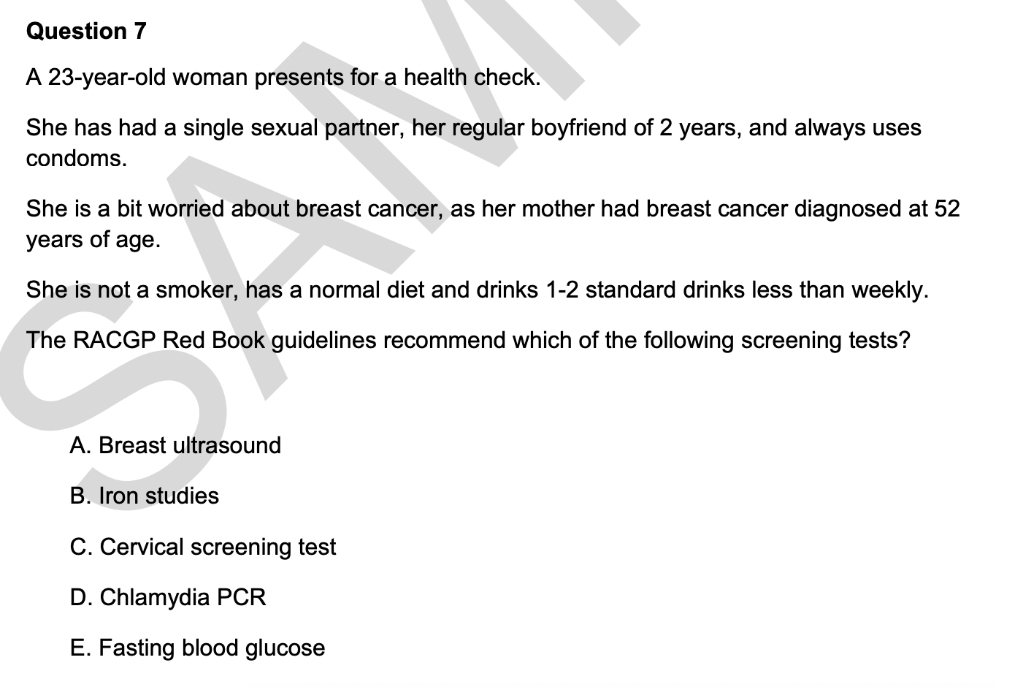 Question 7
A 23-year-old woman presents for a health check.
She has had a single sexual partner, her regular boyfriend of 2 years, and always uses
condoms.
She is a bit worried about breast cancer, as her mother had breast cancer diagnosed at 52
years of age.
She is not a smoker, has a normal diet and drinks 1-2 standard drinks less than weekly.
The RACGP Red Book guidelines recommend which of the following screening tests?
A. Breast ultrasound
B. Iron studies
C. Cervical screening test
D. Chlamydia PCR
E. Fasting blood glucose